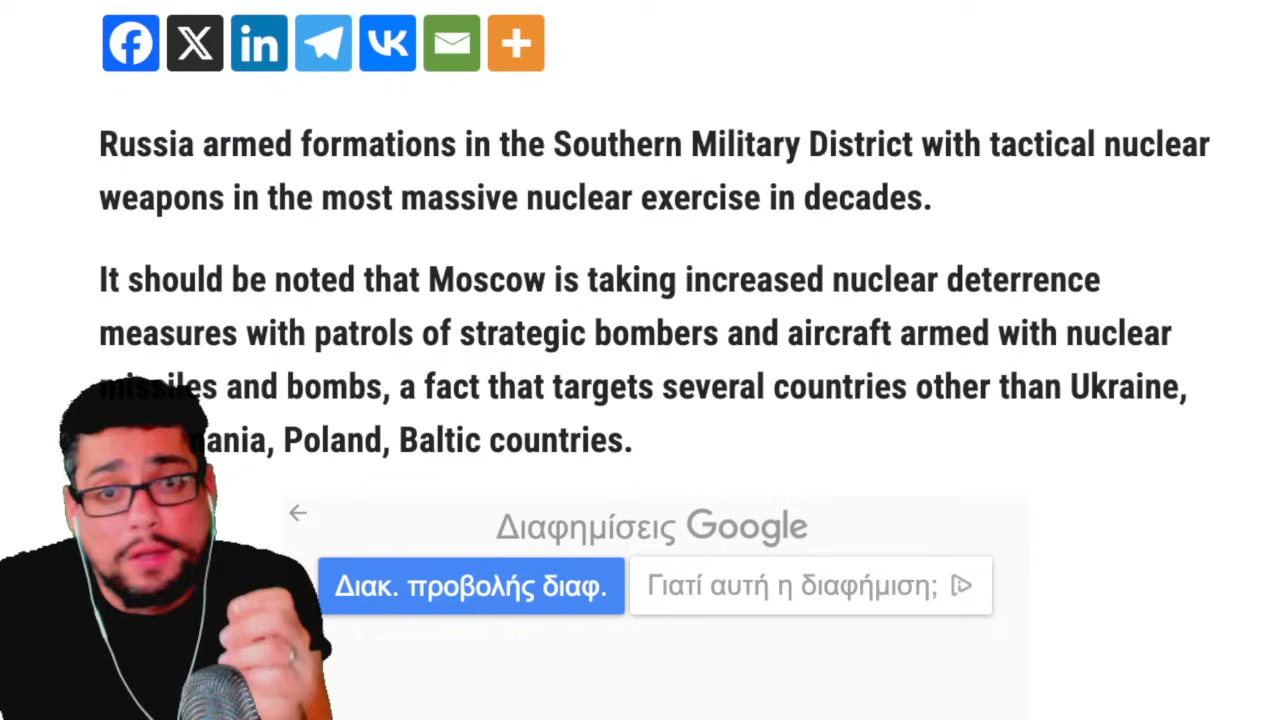 Russia armed formations in the Southern Military District with tactical nuclear
weapons in the most massive nuclear exercise in decades.
It should be noted that Moscow is taking increased nuclear deterrence
measures with patrols of strategic bombers and aircraft armed with nuclear
missiles and bombs, a fact that targets several countries other than Ukraine,
Poland, Baltic countries.
Διαφημίσεις Google
Διακ. προβολής διαφ.
Γιατί αυτή η διαφήμιση;